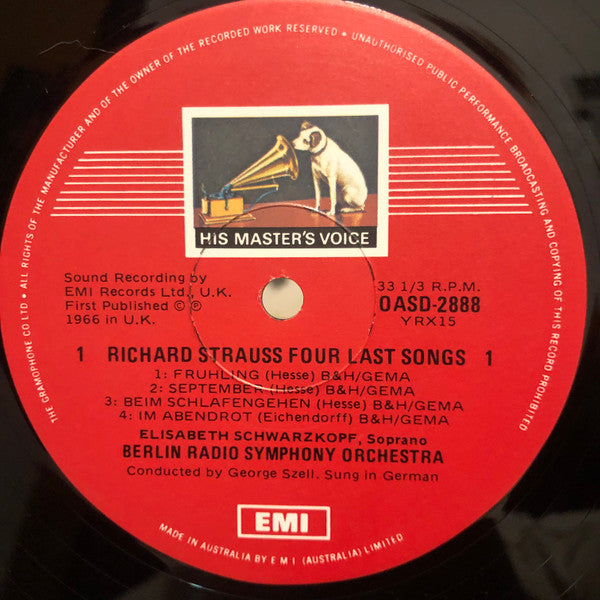 ALL RIGHTS OF THE MANUFACTURER AND OF THE OWNER OF THE RECORDED WORK RESERVED • UNAUTHORISED PUBLIC PERFORMANCE BROADCASTING AND COPYING OF THIS RECORD PROHIBITED
THE GRAMOPHONE CO LTD •
HIS MASTER'S VOICE
Sound Recording by
EMI Records Ltd., U.K.
First Published © ℗
1966 in U.K.
33 1/3 R.P.M.
OASD-2888
YRX15
1 RICHARD STRAUSS FOUR LAST SONGS 1
1: FRUHLING (Hesse) B&H/GEMA
2: SEPTEMBER (Hesse) B&H/GEMA
3: BEIM SCHLAFENGEHEN (Hesse) B&H/GEMA
4: IM ABENDROT (Eichendorff) B&H/GEMA
ELISABETH SCHWARZKOPF, Soprano
BERLIN RADIO SYMPHONY ORCHESTRA
Conducted by George Szell. Sung in German
EMI
MADE IN AUSTRALIA BY E M I (AUSTRALIA) LIMITED